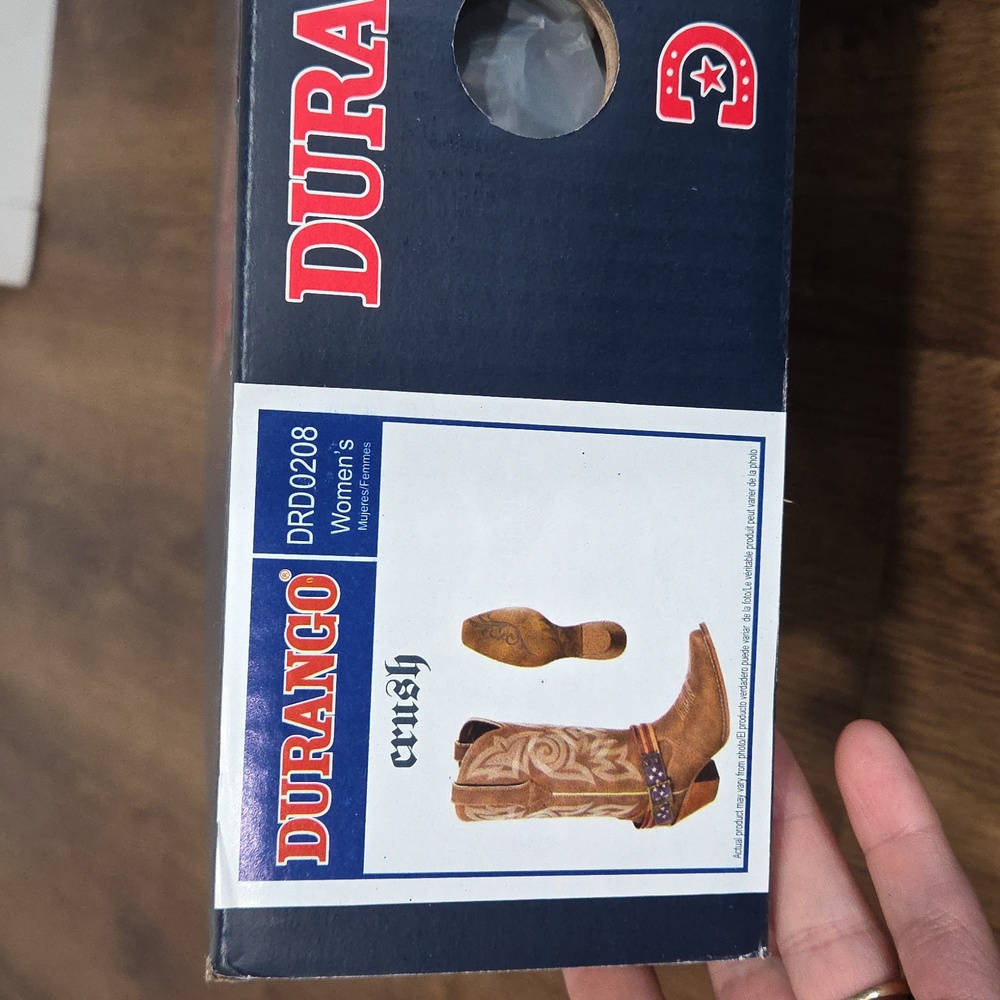 DURA
DURANGO®
DRD0208
Women's
Mujeres/Femmes
crush
Actual product may vary from photo/El producto verdadero puede variar de la foto/Le véritable produit peut varier de la photo